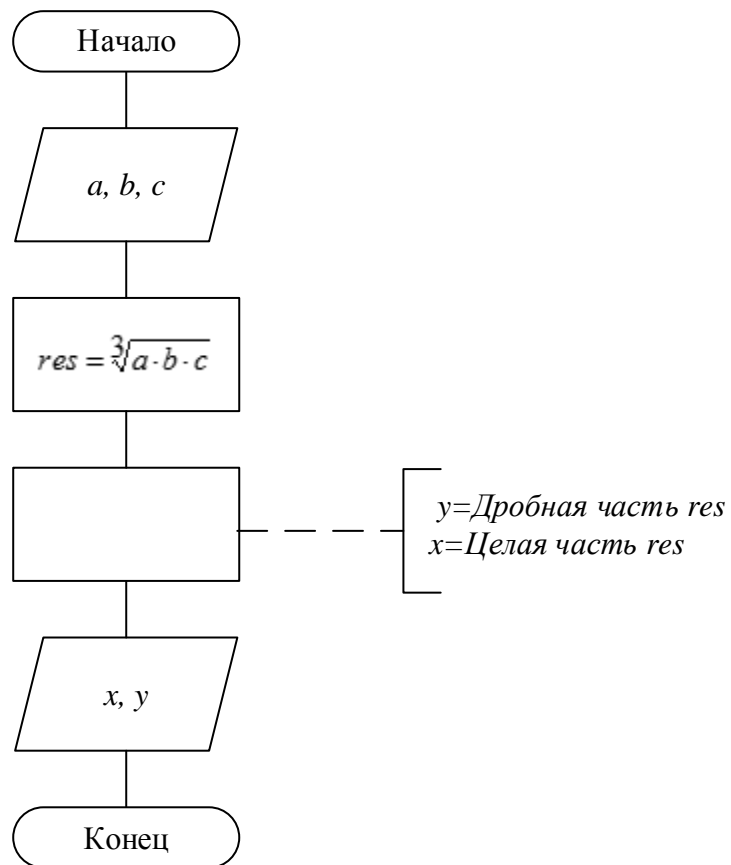 Начало
a, b, c
res = ∛a·b·c
y=Дробная часть res
x=Целая часть res
x, y
Конец